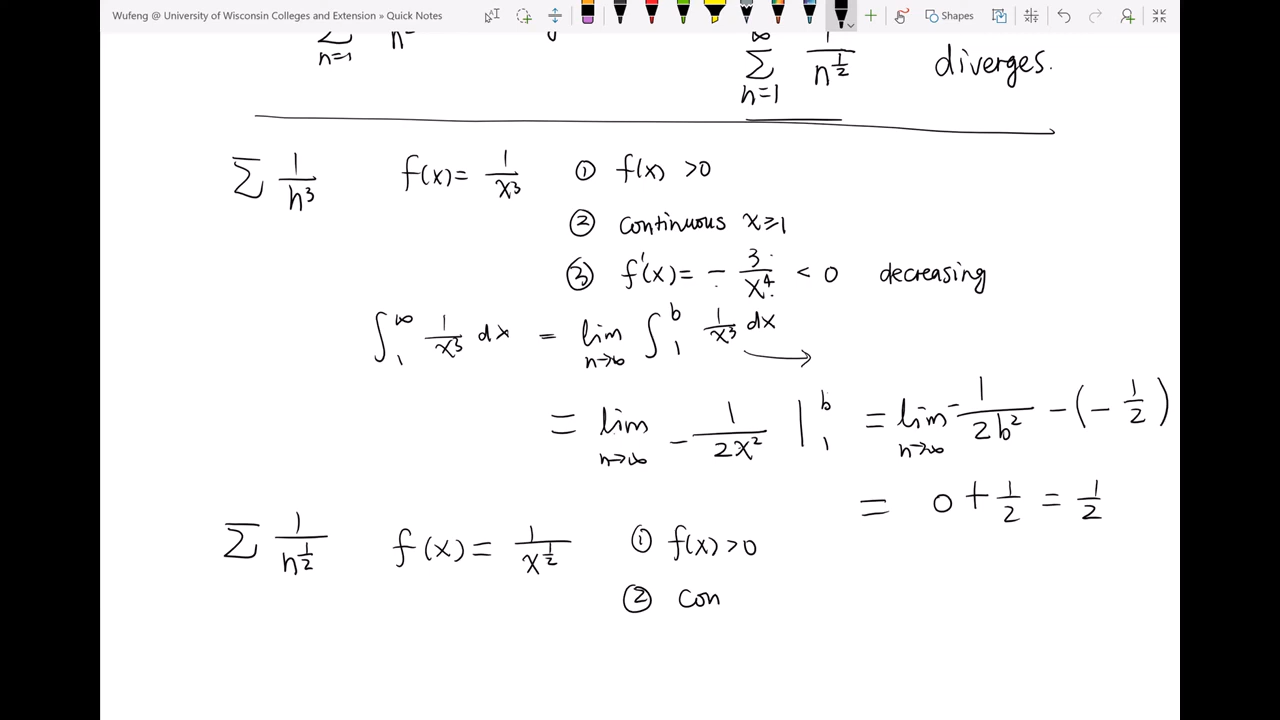 Wufeng @ University of Wisconsin Colleges and Extension » Quick Notes
Shapes
∑ n=1
∞ ∑ n=1 1/n^{1/2} diverges.
∑ 1/n³ f(x) = 1/x³ ① f(x) >0
② continuous x≥1
③ f'(x) = - 3/x⁴ < 0 decreasing
∫₁^∞ 1/x³ dx = lim n→∞ ∫₁^b 1/x³ dx
= lim n→∞ - 1/2x² |₁^b = lim n→∞ -1/2b² - (- 1/2)
= 0 + 1/2 = 1/2
∑ 1/n^{1/2} f(x) = 1/x^{1/2} ① f(x) >0
② con